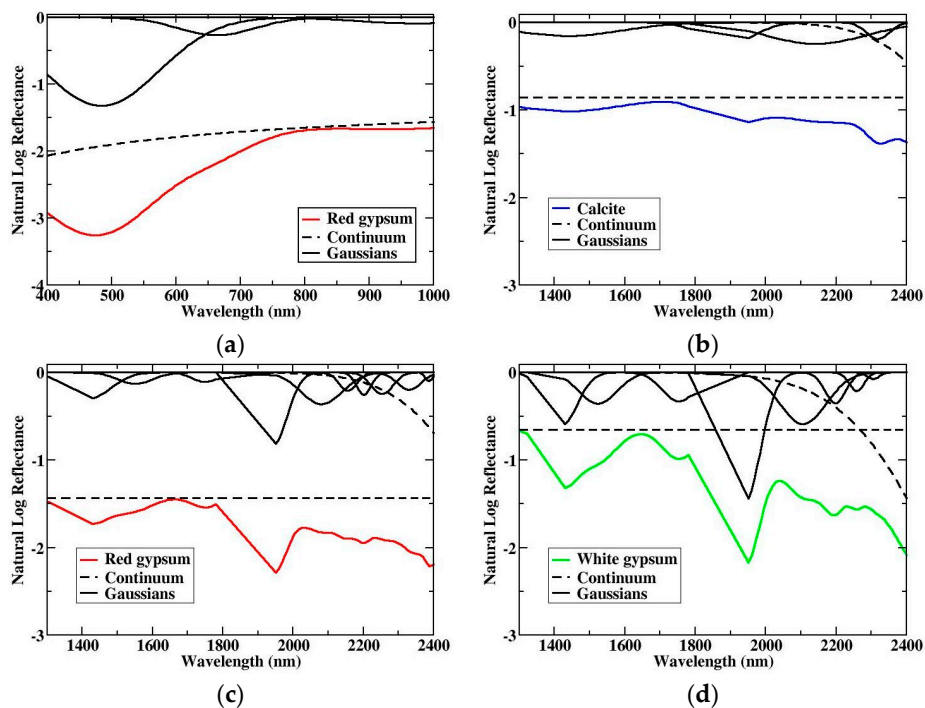 0
-1
-2
-3
-4
Natural Log Reflectance
Red gypsum
Continuum
Gaussians
400 500 600 700 800 900 1000
Wavelength (nm)
(a)
0
-1
-2
-3
Natural Log Reflectance
Calcite
Continuum
Gaussians
1400 1600 1800 2000 2200 2400
Wavelength (nm)
(b)
0
-1
-2
-3
Natural Log Reflectance
Red gypsum
Continuum
Gaussians
1400 1600 1800 2000 2200 2400
Wavelength (nm)
(c)
0
-1
-2
-3
Natural Log Reflectance
White gypsum
Continuum
Gaussians
1400 1600 1800 2000 2200 2400
Wavelength (nm)
(d)